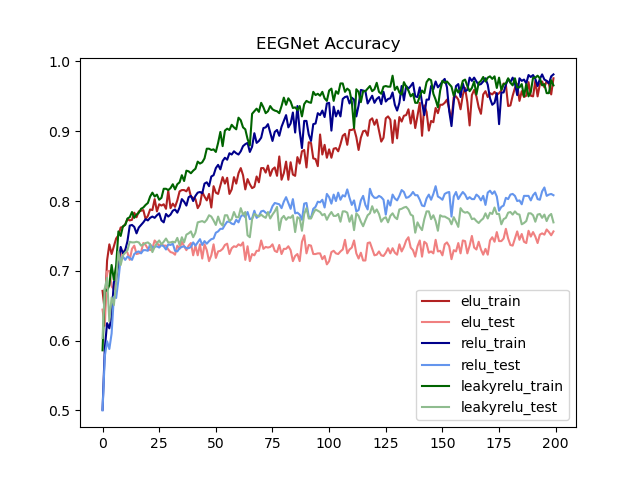 EEGNet Accuracy
1.0
0.9
0.8
0.7
0.6
0.5
0 25 50 75 100 125 150 175 200
elu_train
elu_test
relu_train
relu_test
leakyrelu_train
leakyrelu_test